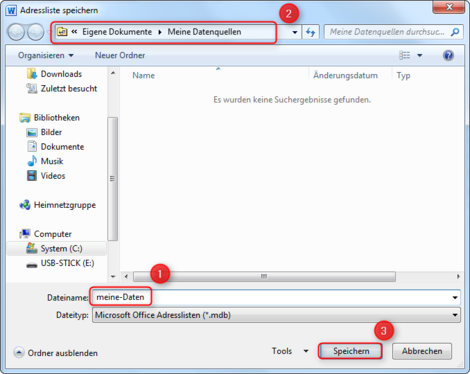 Adressliste speichern
2
« Eigene Dokumente ▸ Meine Datenquellen
Meine Datenquellen durchsuc...
Organisieren
Neuer Ordner
Name
Änderungsdatum
Typ
Es wurden keine Suchergebnisse gefunden.
Downloads
Zuletzt besucht
Bibliotheken
Bilder
Dokumente
Musik
Videos
Heimnetzgruppe
Computer
System (C:)
USB-STICK (E:)
1
Dateiname: meine-Daten
Dateityp: Microsoft Office Adresslisten (*.mdb)
3
Ordner ausblenden
Tools
Speichern
Abbrechen